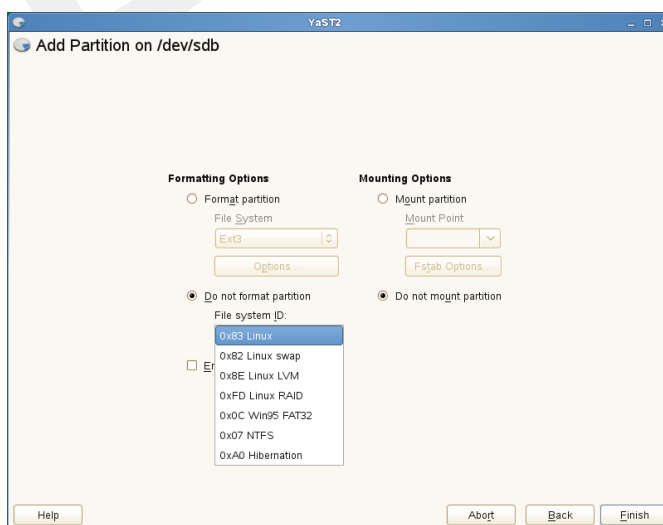 YaST2
Add Partition on /dev/sdb
Formatting Options
Format partition
File System
Ext3
Options...
Do not format partition
File system ID:
0x83 Linux
0x82 Linux swap
0x8E Linux LVM
0xFD Linux RAID
0x0C Win95 FAT32
0x07 NTFS
0xA0 Hibernation
Mounting Options
Mount partition
Mount Point
Fstab Options...
Do not mount partition
Help
Abort
Back
Finish